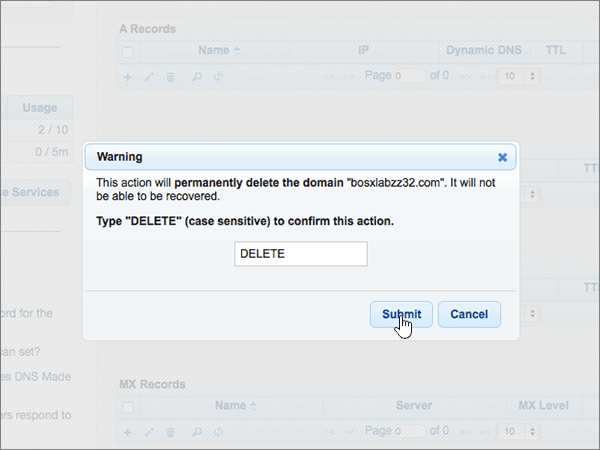 A Records
Name IP Dynamic DNS TTL
Page 0 of 0 10
Usage
2 / 10
0 / 5m
e Services
Warning
This action will permanently delete the domain "bosxlabzz32.com". It will not
be able to be recovered.
Type "DELETE" (case sensitive) to confirm this action.
DELETE
Submit Cancel
ord for the
an set?
es DNS Made
ers respond to
MX Records
Name Server MX Level
Page 0 of 0 10